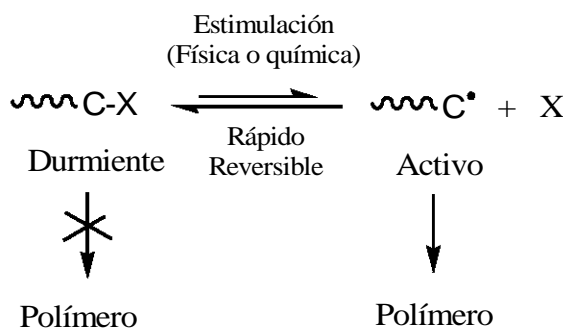 Estimulación
(Física o química)
C-X
C• + X
Rápido
Reversible
Durmiente
Activo
Polímero
Polímero